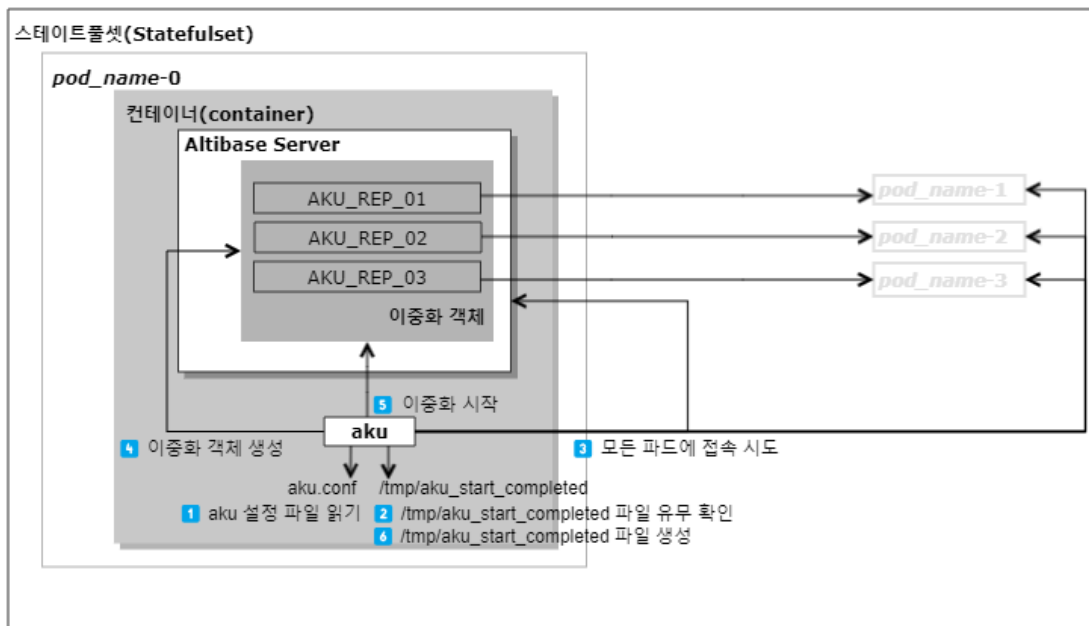 스테이트풀셋(Statefulset)
pod_name-0
컨테이너(container)
Altibase Server
AKU_REP_01
pod_name-1
AKU_REP_02
pod_name-2
AKU_REP_03
pod_name-3
이중화 객체
5 이중화 시작
aku
4 이중화 객체 생성
3 모든 파드에 접속 시도
aku.conf
/tmp/aku_start_completed
1 aku 설정 파일 읽기
2 /tmp/aku_start_completed 파일 유무 확인
6 /tmp/aku_start_completed 파일 생성